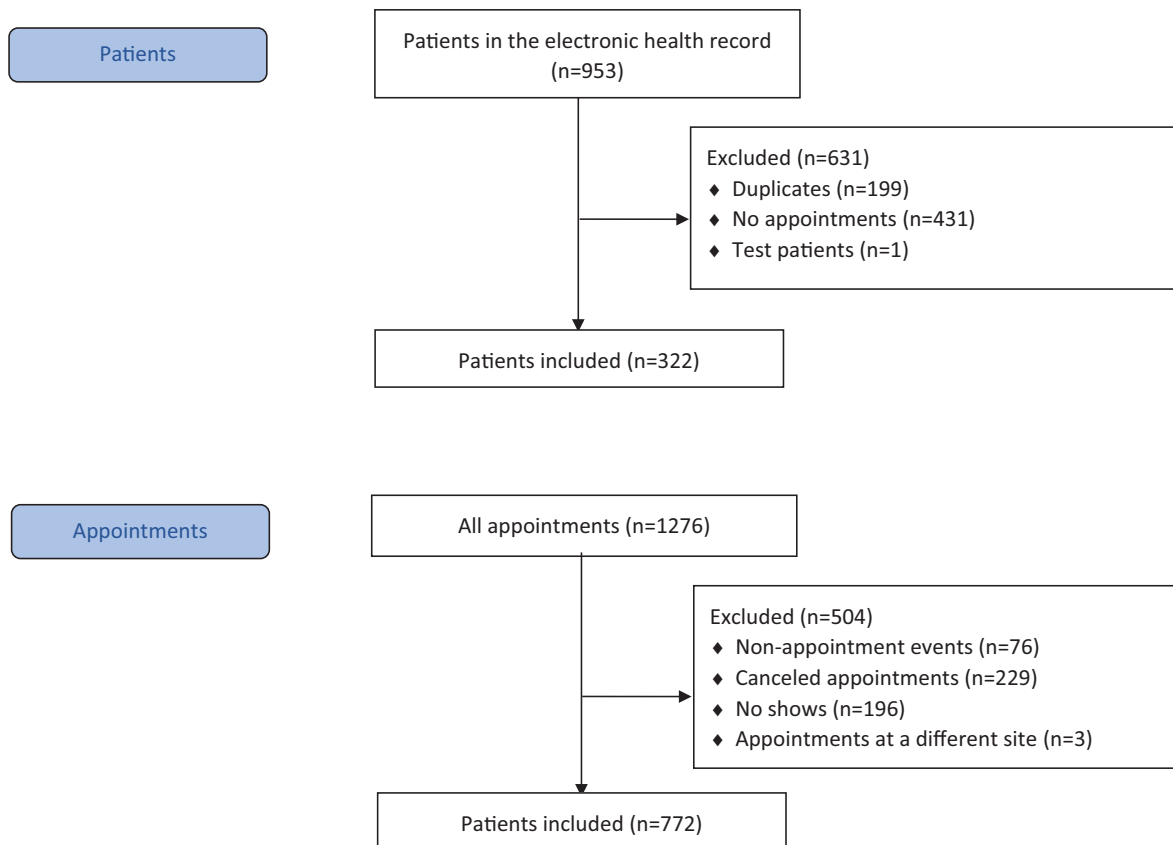 Patients
Patients in the electronic health record
(n=953)
Excluded (n=631)
♦ Duplicates (n=199)
♦ No appointments (n=431)
♦ Test patients (n=1)
Patients included (n=322)
Appointments
All appointments (n=1276)
Excluded (n=504)
♦ Non-appointment events (n=76)
♦ Canceled appointments (n=229)
♦ No shows (n=196)
♦ Appointments at a different site (n=3)
Patients included (n=772)